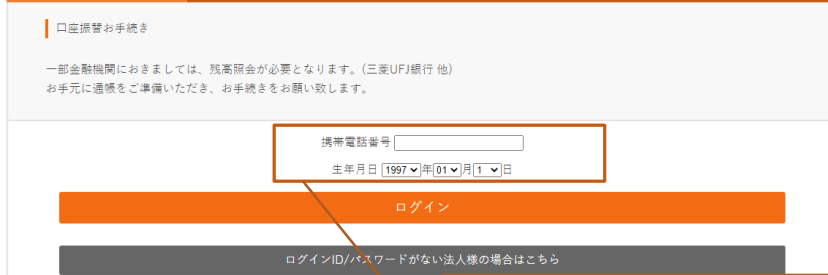 口座振替お手続き
一部金融機関におきましては、残高照会が必要となります。(三菱UFJ銀行 他)
お手元に通帳をご準備いただき、お手続きをお願い致します。
携帯電話番号
生年月日 1997 年 01 月 1 日
ログイン
ログインID/パスワードがない法人様の場合はこちら